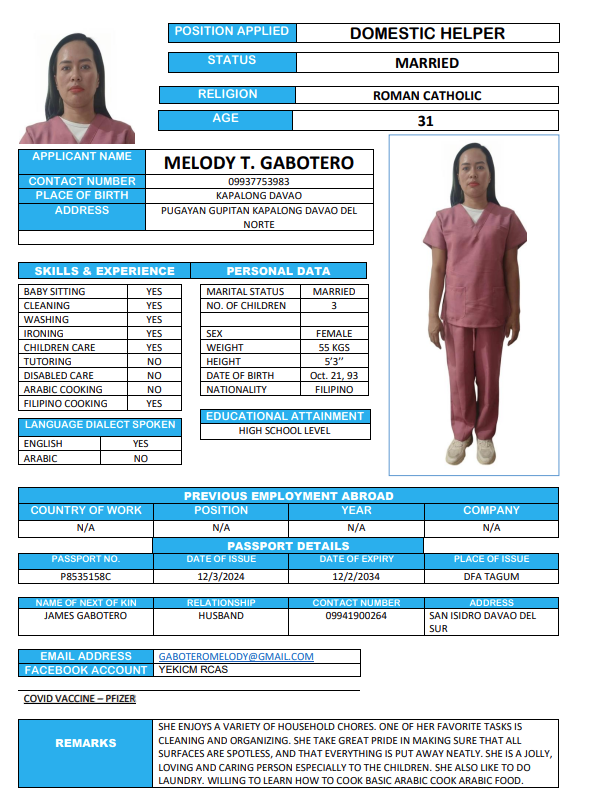 POSITION APPLIED DOMESTIC HELPER
STATUS MARRIED
RELIGION ROMAN CATHOLIC
AGE 31
APPLICANT NAME MELODY T. GABOTERO
CONTACT NUMBER 09937753983
PLACE OF BIRTH KAPALONG DAVAO
ADDRESS PUGAYAN GUPITAN KAPALONG DAVAO DEL
NORTE
SKILLS & EXPERIENCE PERSONAL DATA
BABY SITTING YES MARITAL STATUS MARRIED
CLEANING YES NO. OF CHILDREN 3
WASHING YES
IRONING YES SEX FEMALE
CHILDREN CARE YES WEIGHT 55 KGS
TUTORING NO HEIGHT 5’3’’
DISABLED CARE NO DATE OF BIRTH Oct. 21, 93
ARABIC COOKING NO NATIONALITY FILIPINO
FILIPINO COOKING YES
EDUCATIONAL ATTAINMENT
HIGH SCHOOL LEVEL
LANGUAGE DIALECT SPOKEN
ENGLISH YES
ARABIC NO
PREVIOUS EMPLOYMENT ABROAD
COUNTRY OF WORK POSITION YEAR COMPANY
N/A N/A N/A N/A
PASSPORT DETAILS
PASSPORT NO. DATE OF ISSUE DATE OF EXPIRY PLACE OF ISSUE
P8535158C 12/3/2024 12/2/2034 DFA TAGUM
NAME OF NEXT OF KIN RELATIONSHIP CONTACT NUMBER ADDRESS
JAMES GABOTERO HUSBAND 09941900264 SAN ISIDRO DAVAO DEL
SUR
EMAIL ADDRESS GABOTEROMELODY@GMAIL.COM
FACEBOOK ACCOUNT YEKICM RCAS
COVID VACCINE – PFIZER
REMARKS
SHE ENJOYS A VARIETY OF HOUSEHOLD CHORES. ONE OF HER FAVORITE TASKS IS
CLEANING AND ORGANIZING. SHE TAKE GREAT PRIDE IN MAKING SURE THAT ALL
SURFACES ARE SPOTLESS, AND THAT EVERYTHING IS PUT AWAY NEATLY. SHE IS A JOLLY,
LOVING AND CARING PERSON ESPECIALLY TO THE CHILDREN. SHE ALSO LIKE TO DO
LAUNDRY. WILLING TO LEARN HOW TO COOK BASIC ARABIC COOK ARABIC FOOD.